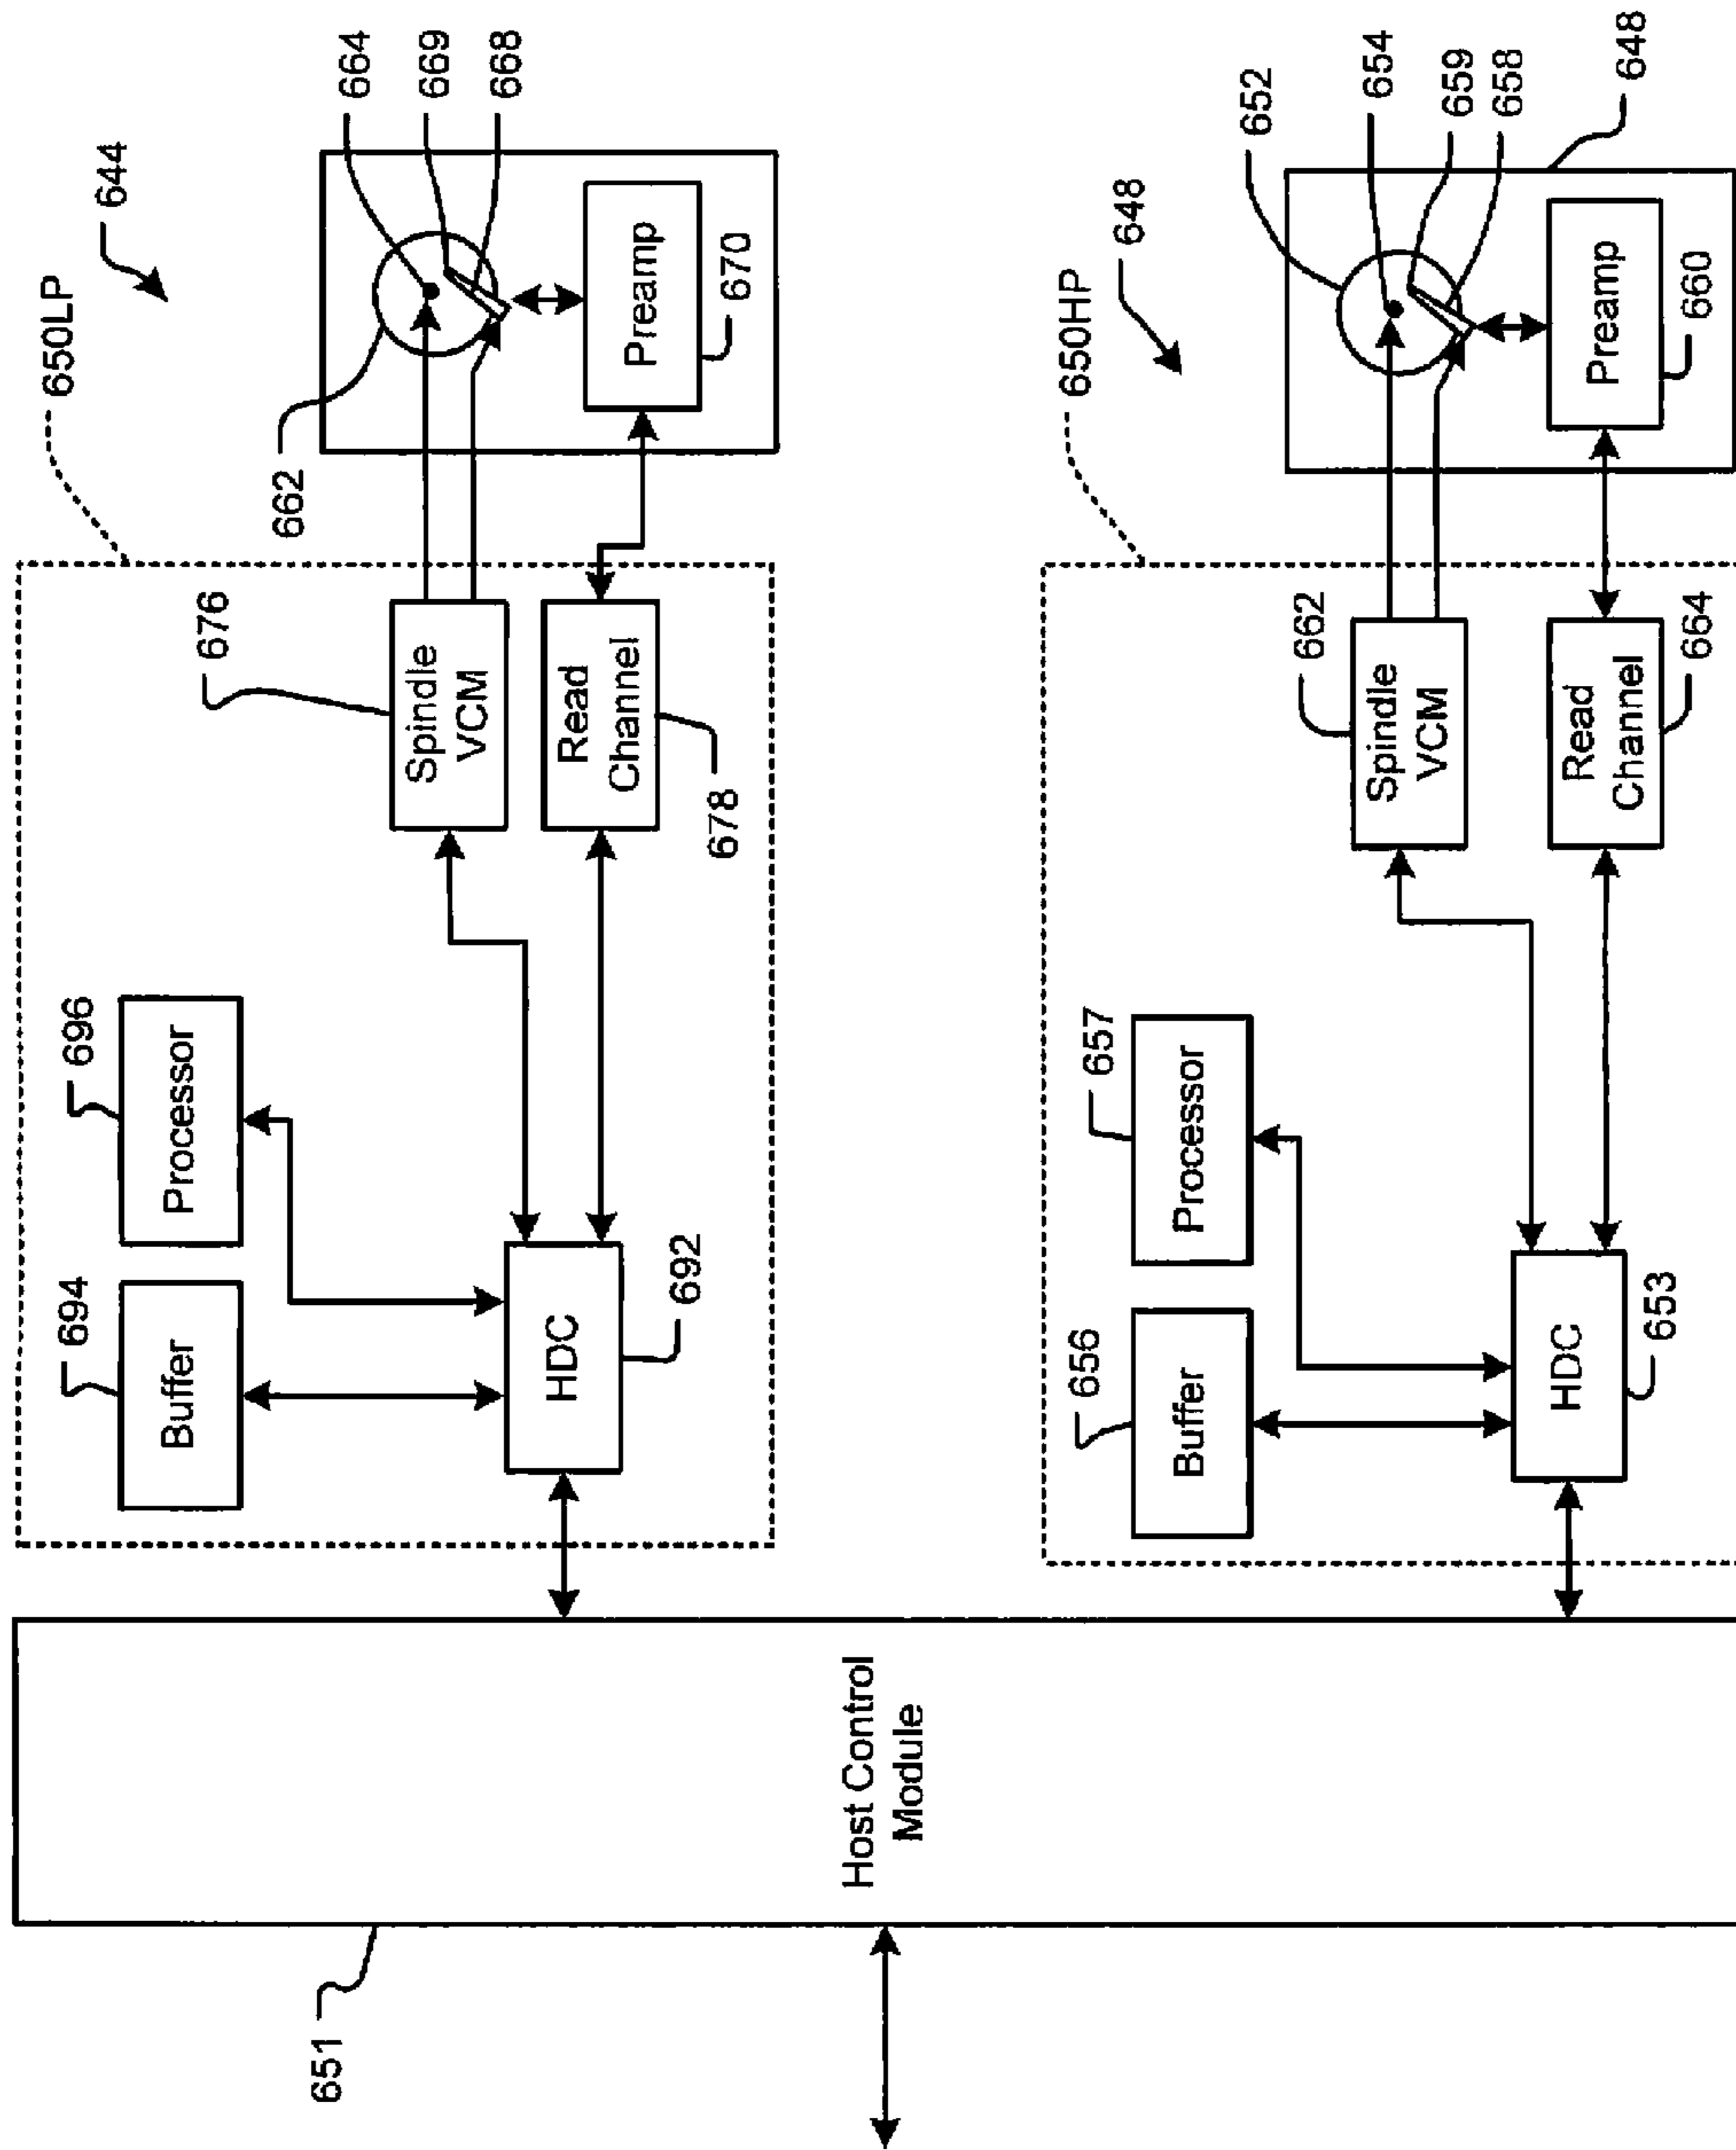 650LP
644
694
Buffer
696
Processor
676
Spindle
VCM
662
664
669
668
HDC
692
Read
Channel
678
Preamp
670
651
Host Control
Module
650HP
648
656
Buffer
657
Processor
662
Spindle
VCM
652
654
659
658
648
HDC
653
Read
Channel
664
Preamp
660